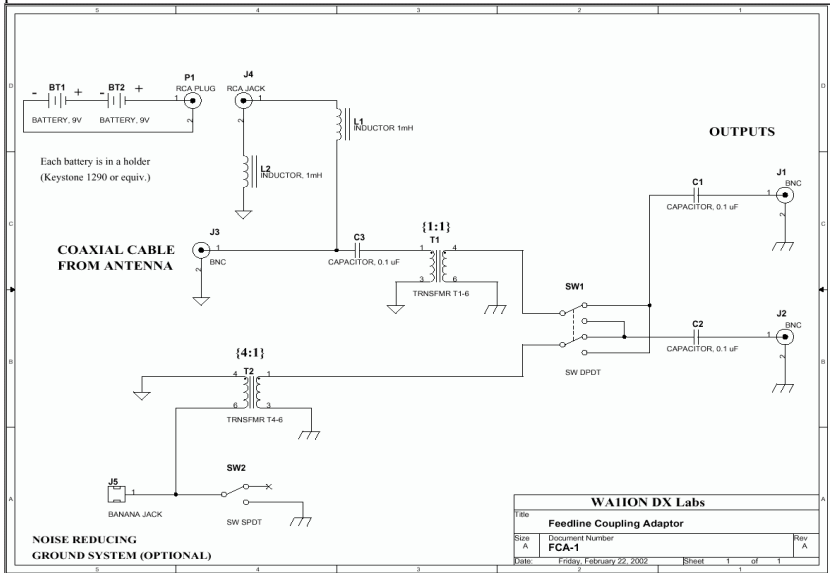 5 4 3 2 1
D D
C C
B B
A A
- BT1 + - BT2 + P1 J4
RCA PLUG RCA JACK
1 1
2 2
BATTERY, 9V BATTERY, 9V
L1
INDUCTOR 1mH
Each battery is in a holder
(Keystone 1290 or equiv.)
L2
INDUCTOR, 1mH
OUTPUTS
C1 J1
1 BNC
CAPACITOR, 0.1 uF
2
J3
1
BNC
2
COAXIAL CABLE
FROM ANTENNA
C3
CAPACITOR, 0.1 uF
{1:1}
T1
1 4
3 6
TRNSFMR T1-6
SW1
SW DPDT
C2 J2
1 BNC
CAPACITOR, 0.1 uF
2
{4:1}
T2
4 1
6 3
TRNSFMR T4-6
J5
1
BANANA JACK
SW2
SW SPDT
NOISE REDUCING
GROUND SYSTEM (OPTIONAL)
WA1ION DX Labs
Title
Feedline Coupling Adaptor
Size Document Number Rev
A FCA-1 A
Date: Friday, February 22, 2002 Sheet 1 of 1
5 4 3 2 1